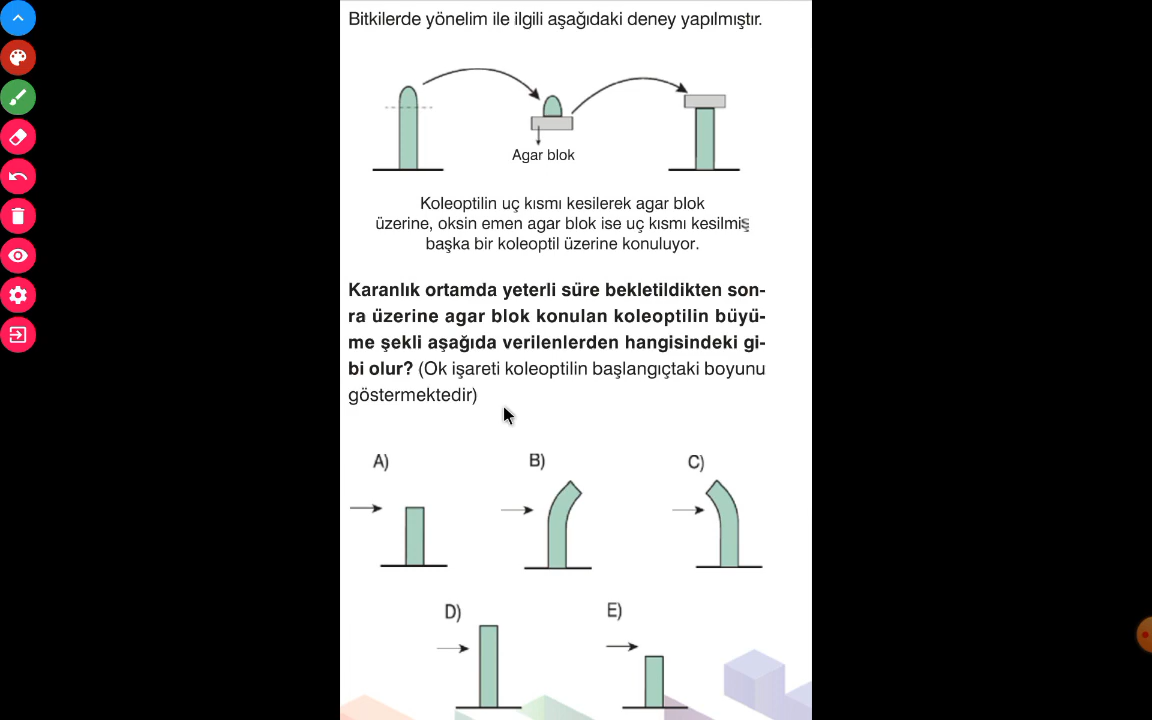 Bitkilerde yönelim ile ilgili aşağıdaki deney yapılmıştır.
Agar blok
Koleoptilin uç kısmı kesilerek agar blok
üzerine, oksin emen agar blok ise uç kısmı kesilmiş
başka bir koleoptil üzerine konuluyor.
Karanlık ortamda yeterli süre bekletildikten son-
ra üzerine agar blok konulan koleoptilin büyü-
me şekli aşağıda verilenlerden hangisindeki gi-
bi olur? (Ok işareti koleoptilin başlangıçtaki boyunu
göstermektedir)
A)
B)
C)
D)
E)